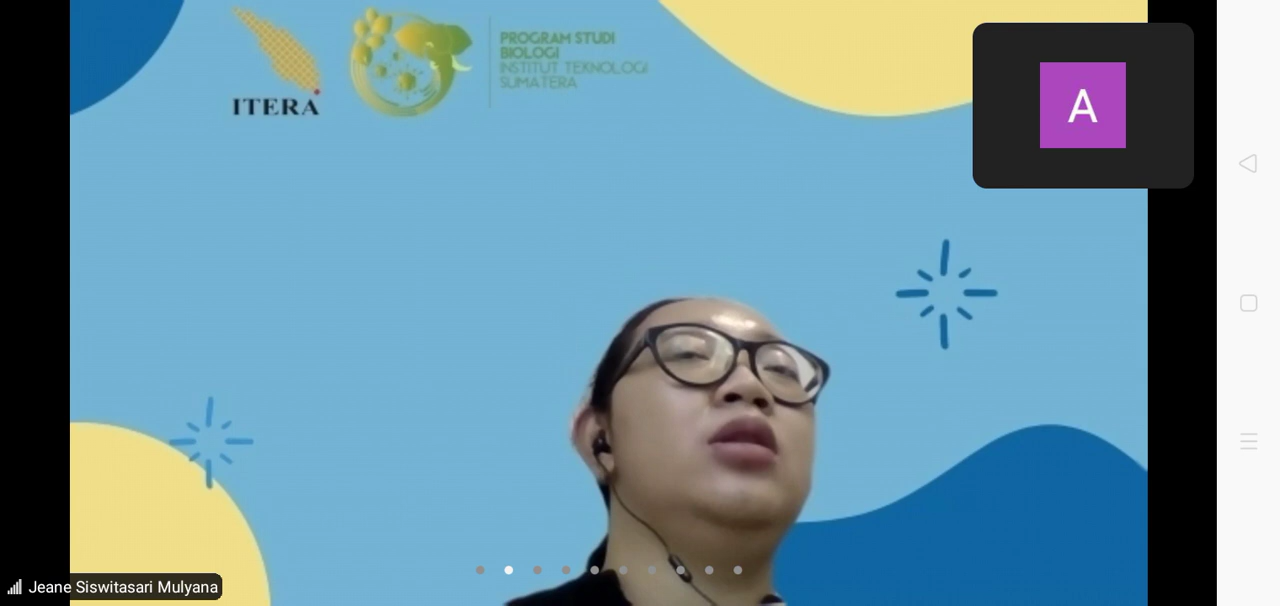 ITERA
PROGRAM STUDI
BIOLOGI
INSTITUT TEKNOLOGI
SUMATERA
A
Jeane Siswitasari Mulyana